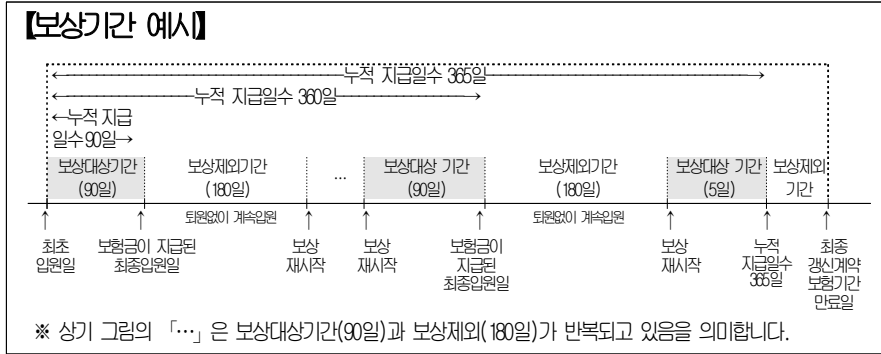 【보상기간 예시】
←누적 지급일수 365일→
←누적 지급일수 360일→
←누적 지급
일수 90일→
보상대상기간 보상제외기간 … 보상대상 기간 보상제외기간 보상대상 기간 보상제외
(90일) (180일) (90일) (180일) (5일) 기간
퇴원없이 계속입원 퇴원없이 계속입원
↑ ↑ ↑ ↑ ↑ ↑ ↑ ↑
최초 보험금이 지급된 보상 보상 보험금이 보상 누적 최종
입원일 최종입원일 재시작 재시작 지급된 재시작 지급일수 갱신계약
최종입원일 365일 보험기간
만료일
※ 상기 그림의 「…」은 보상대상기간(90일)과 보상제외(180일)가 반복되고 있음을 의미합니다.